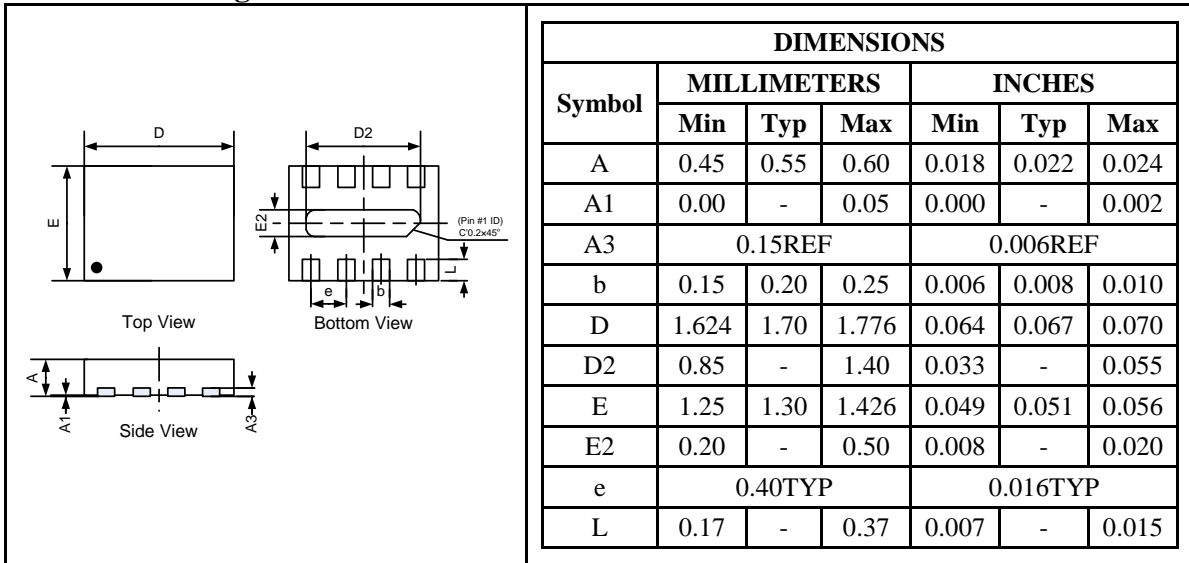 D
E
Top View
D2
E2
(Pin #1 ID)
C'0.2x45°
L
e
b
Bottom View
A
A1
A3
Side View
DIMENSIONS
Symbol MILLIMETERS INCHES
Min Typ Max Min Typ Max
A 0.45 0.55 0.60 0.018 0.022 0.024
A1 0.00 - 0.05 0.000 - 0.002
A3 0.15REF 0.006REF
b 0.15 0.20 0.25 0.006 0.008 0.010
D 1.624 1.70 1.776 0.064 0.067 0.070
D2 0.85 - 1.40 0.033 - 0.055
E 1.25 1.30 1.426 0.049 0.051 0.056
E2 0.20 - 0.50 0.008 - 0.020
e 0.40TYP 0.016TYP
L 0.17 - 0.37 0.007 - 0.015